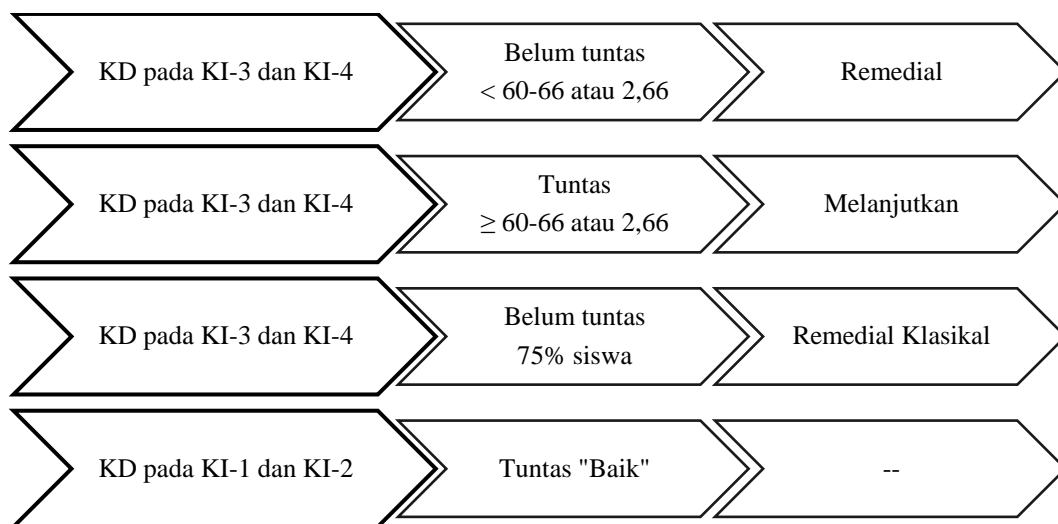 KD pada KI-3 dan KI-4
Belum tuntas
< 60-66 atau 2,66
Remedial
KD pada KI-3 dan KI-4
Tuntas
≥ 60-66 atau 2,66
Melanjutkan
KD pada KI-3 dan KI-4
Belum tuntas
75% siswa
Remedial Klasikal
KD pada KI-1 dan KI-2
Tuntas "Baik"
--